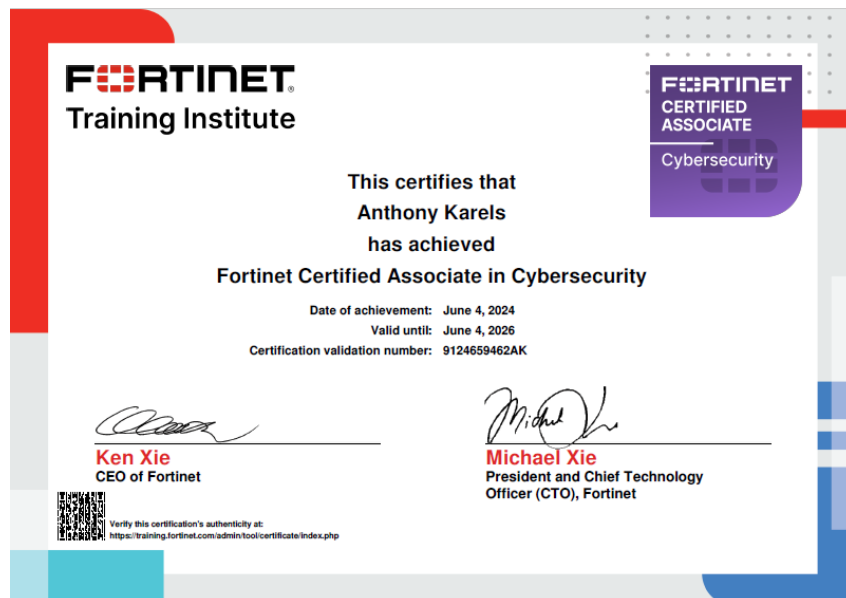 FORTINET®
Training Institute
FORTINET
CERTIFIED
ASSOCIATE
Cybersecurity
This certifies that
Anthony Karels
has achieved
Fortinet Certified Associate in Cybersecurity
Date of achievement: June 4, 2024
Valid until: June 4, 2026
Certification validation number: 9124659462AK
Ken Xie
CEO of Fortinet
Michael Xie
President and Chief Technology
Officer (CTO), Fortinet
Verify this certification's authenticity at:
https://training.fortinet.com/admin/tool/certificate/index.php